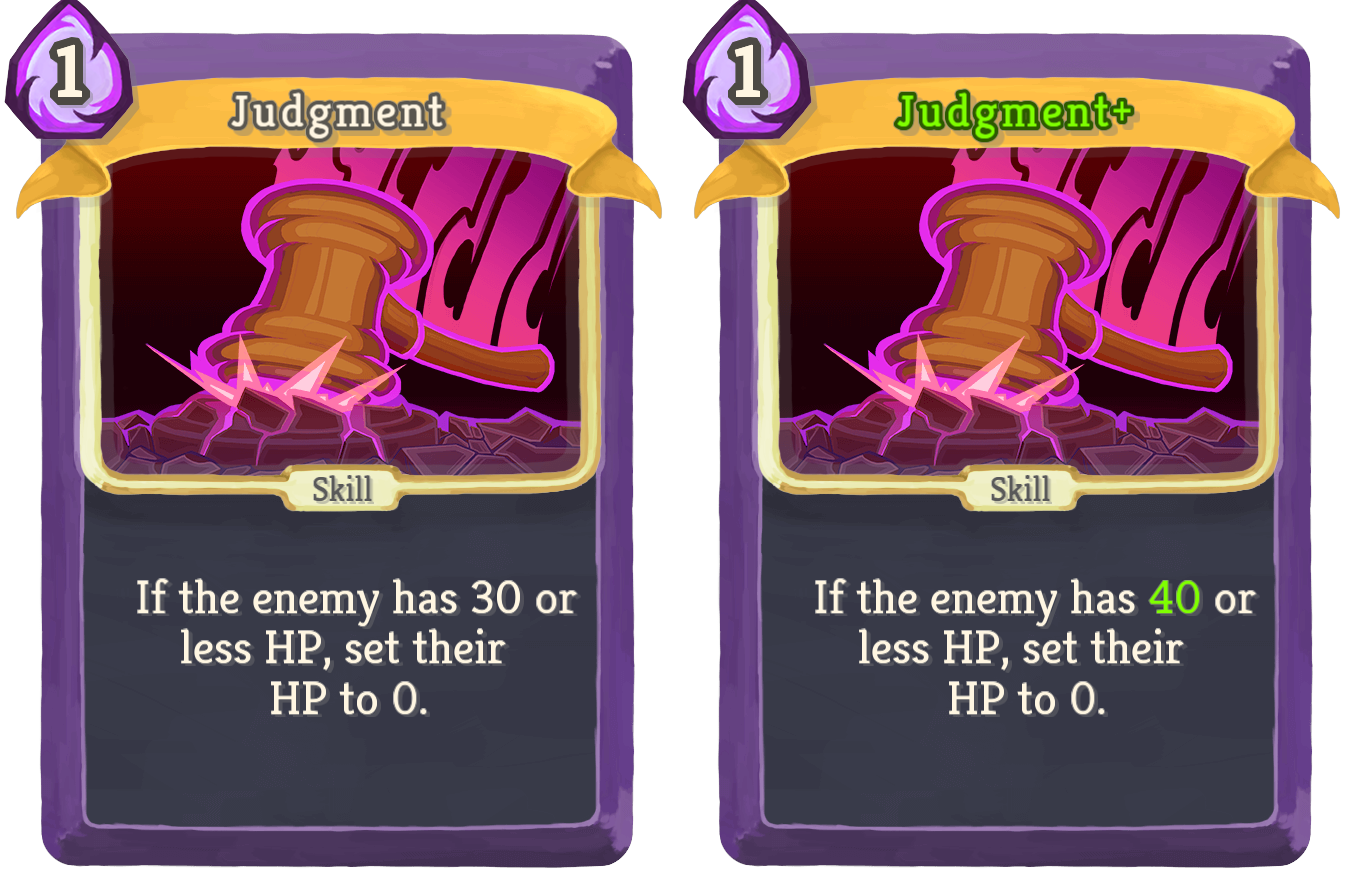 1
Judgment
Skill
If the enemy has 30 or
less HP, set their
HP to 0.
1
Judgment+
Skill
If the enemy has 40 or
less HP, set their
HP to 0.